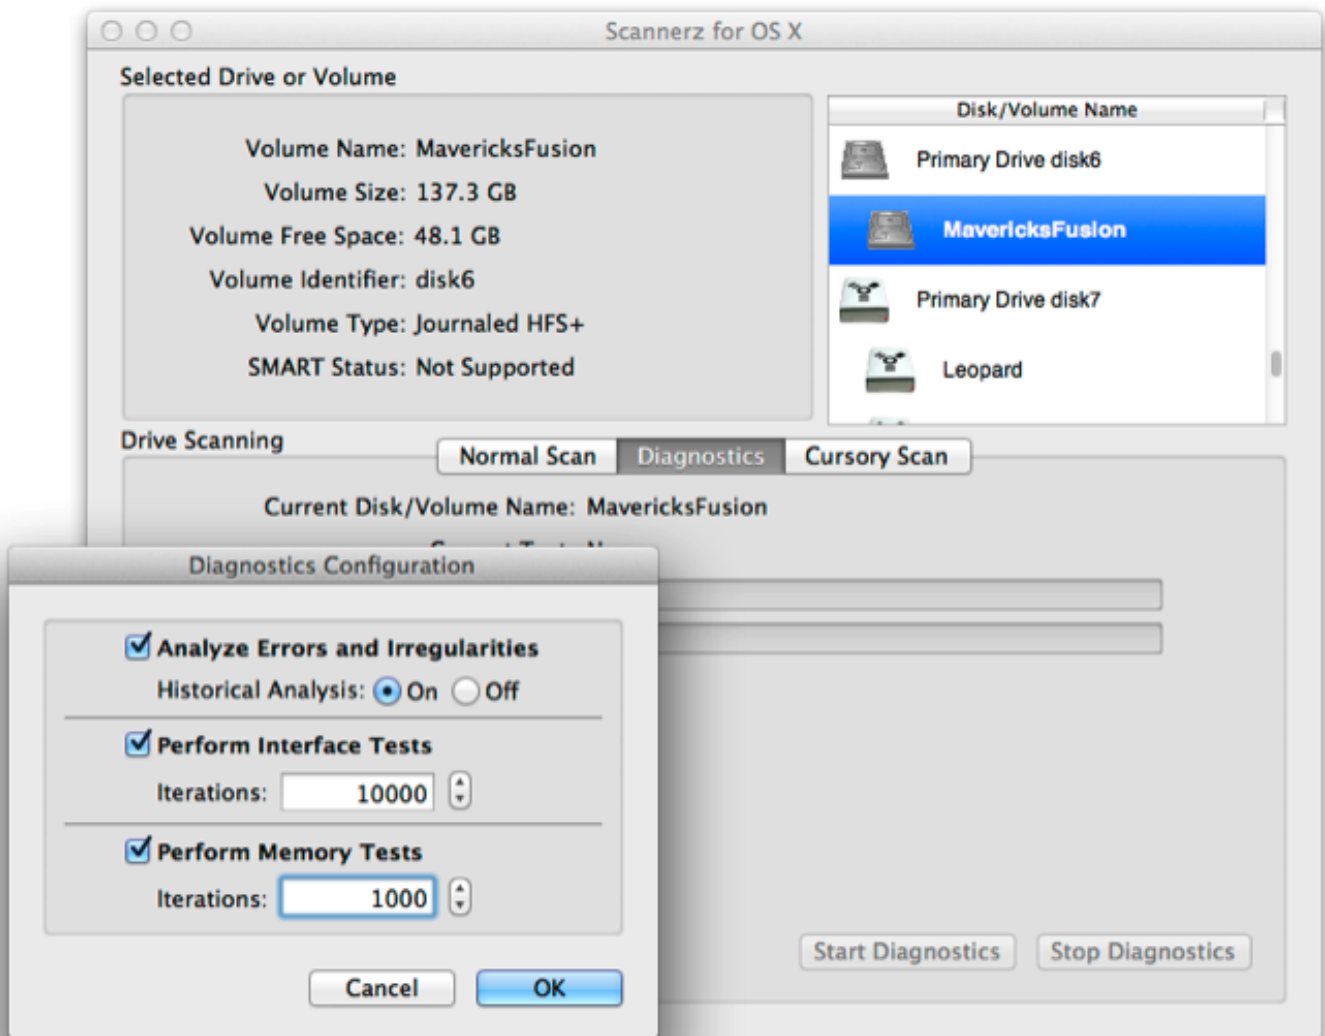 Scannerz for OS X
Selected Drive or Volume
Volume Name: MavericksFusion
Volume Size: 137.3 GB
Volume Free Space: 48.1 GB
Volume Identifier: disk6
Volume Type: Journaled HFS+
SMART Status: Not Supported
Disk/Volume Name
Primary Drive disk6
MavericksFusion
Primary Drive disk7
Leopard
Drive Scanning
Normal Scan Diagnostics Cursory Scan
Current Disk/Volume Name: MavericksFusion
Diagnostics Configuration
Analyze Errors and Irregularities
Historical Analysis: On Off
Perform Interface Tests
Iterations: 10000
Perform Memory Tests
Iterations: 1000
Cancel OK
Start Diagnostics Stop Diagnostics